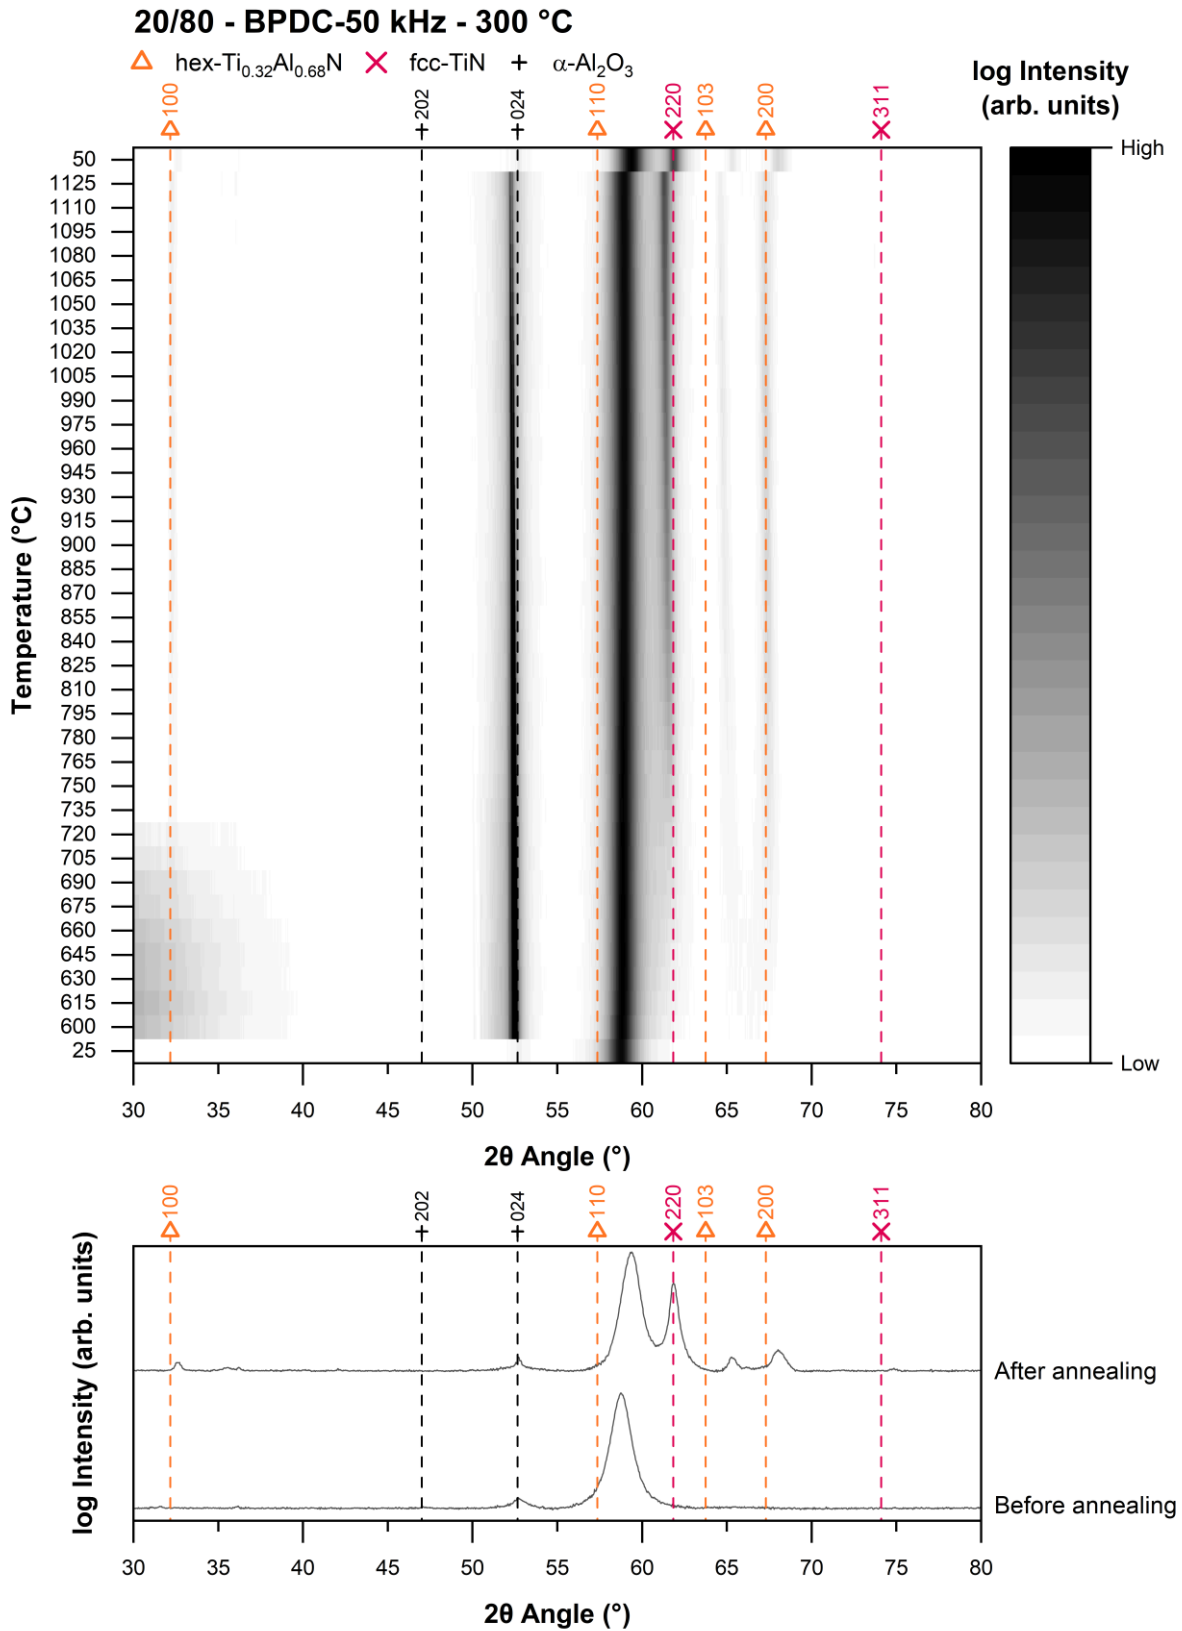 20/80 - BPDC-50 kHz - 300 °C
hex-Ti0.32Al0.68N fcc-TiN α-Al2O3
log Intensity
(arb. units)
100 202 024 110 220 103 200 311
High
Low
50
1125
1110
1095
1080
1065
1050
1035
1020
1005
990
975
960
945
930
915
900
885
870
855
840
825
810
795
780
765
750
735
720
705
690
675
660
645
630
615
600
25
Temperature (°C)
30 35 40 45 50 55 60 65 70 75 80
2θ Angle (°)
100 202 024 110 220 103 200 311
log Intensity (arb. units)
After annealing
Before annealing
30 35 40 45 50 55 60 65 70 75 80
2θ Angle (°)